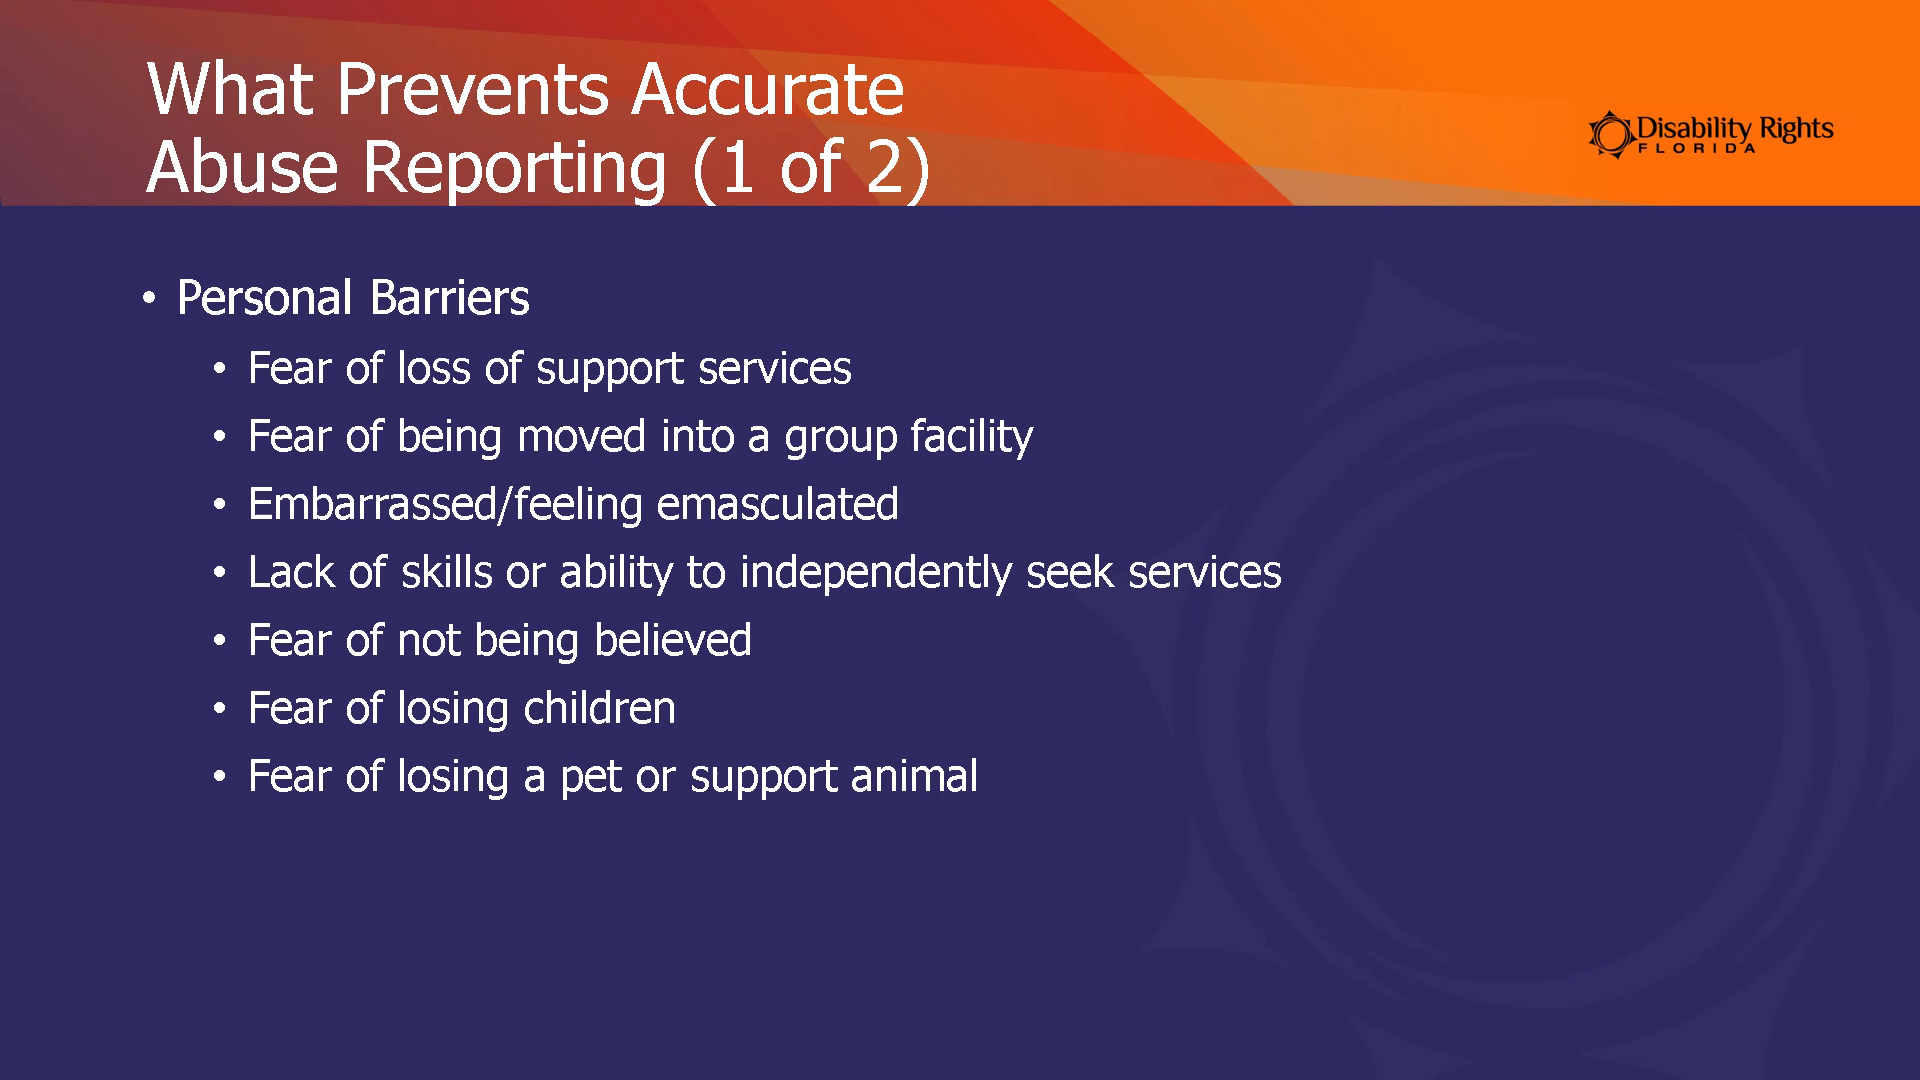 What Prevents Accurate
Abuse Reporting (1 of 2)
Disability Rights
FLORIDA
• Personal Barriers
• Fear of loss of support services
• Fear of being moved into a group facility
• Embarrassed/feeling emasculated
• Lack of skills or ability to independently seek services
• Fear of not being believed
• Fear of losing children
• Fear of losing a pet or support animal